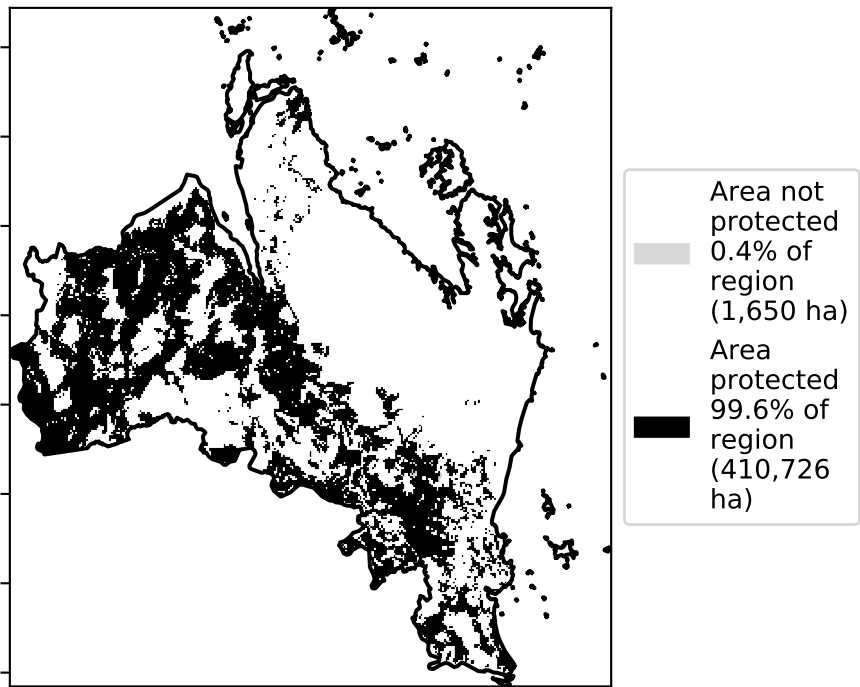 Area not
protected
0.4% of
region
(1,650 ha)
Area
protected
99.6% of
region
(410,726
ha)